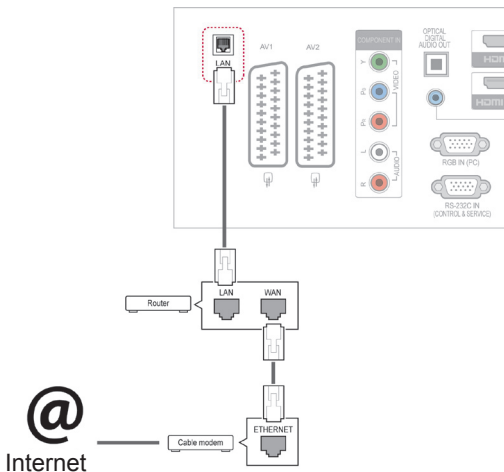 LAN
AV1
AV2
COMPONENT IN
Y
PB
PR
VIDEO
L
R
AUDIO
OPTICAL
DIGITAL
AUDIO OUT
HDMI
HDMI
RGB IN (PC)
RS-232C IN
(CONTROL & SERVICE)
Router
LAN
WAN
ETHERNET
Cable modem
@
Internet